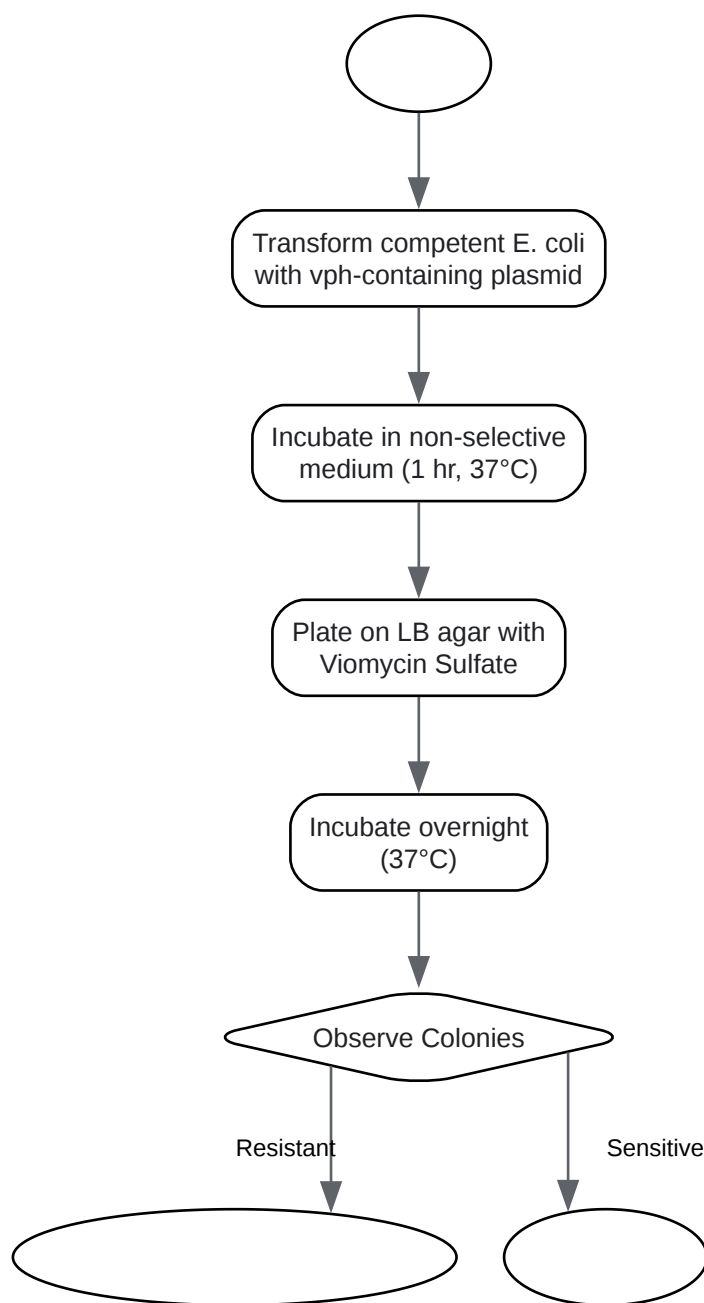 Transform competent E. coli
with vph-containing plasmid
Incubate in non-selective
medium (1 hr, 37°C)
Plate on LB agar with
Viomycin Sulfate
Incubate overnight
(37°C)
Observe Colonies
Resistant
Sensitive